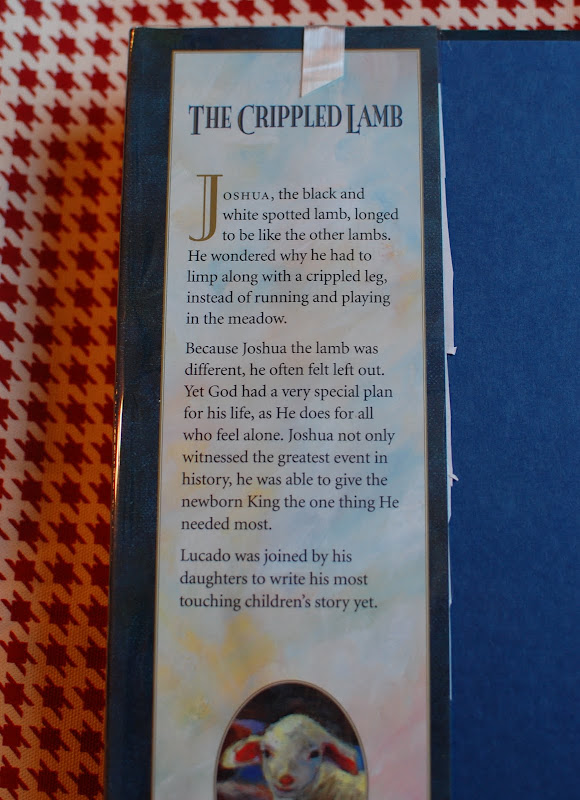 THE CRIPPLED LAMB
JOSHUA, the black and
white spotted lamb, longed
to be like the other lambs.
He wondered why he had to
limp along with a crippled leg,
instead of running and playing
in the meadow.
Because Joshua the lamb was
different, he often felt left out.
Yet God had a very special plan
for his life, as He does for all
who feel alone. Joshua not only
witnessed the greatest event in
history, he was able to give the
newborn King the one thing He
needed most.
Lucado was joined by his
daughters to write his most
touching children's story yet.